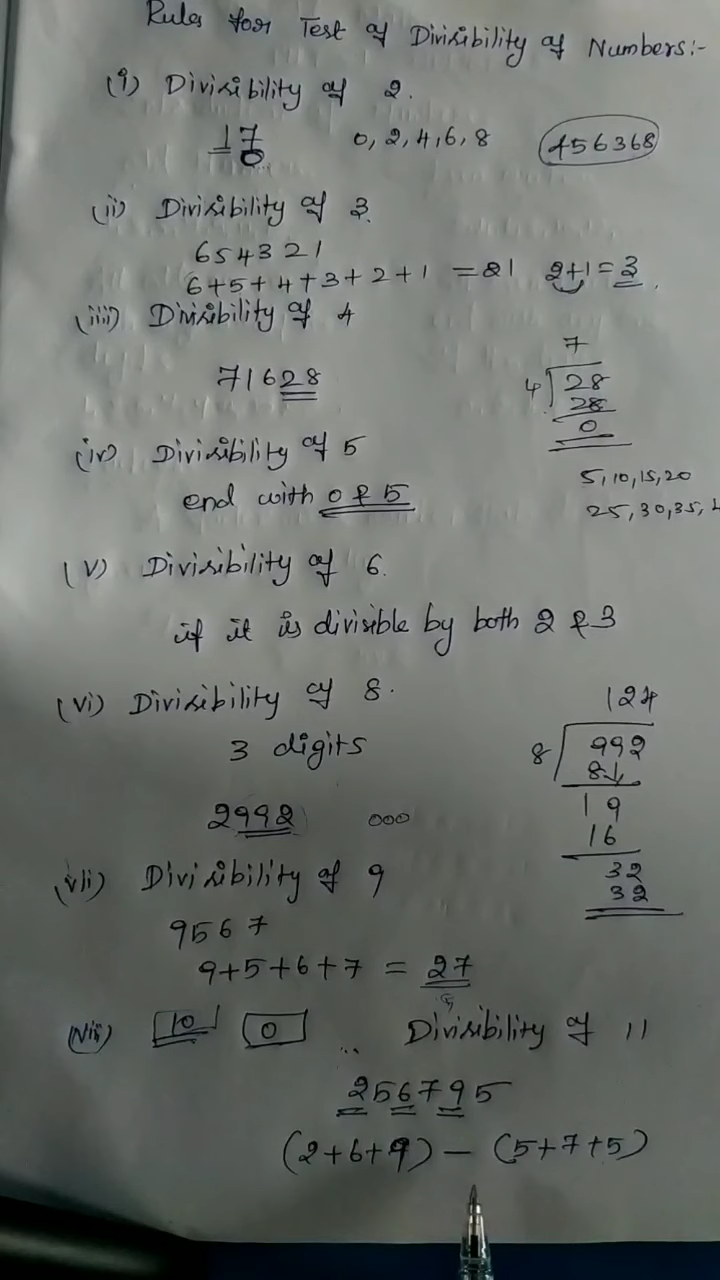 Rules for Test of Divisibility of Numbers:-
(i) Divisibility of 2.
17 0, 2, 4, 6, 8 456368
0
(ii) Divisibility of 3.
654321
6+5+4+3+2+1 = 21 2+1 = 3.
(iii) Divisibility of 4
7
71628 4 28
28
0
(iv) Divisibility of 5
5, 10, 15, 20
end with 0 & 5
25, 30, 35,
(v) Divisibility of 6.
if it is divisible by both 2 & 3
(vi) Divisibility of 8.
124
3 digits 8 992
8↓
2992 000 19
16
(vii) Divisibility of 9 32
32
9567
9+5+6+7 = 27
(viii) 10 0 Divisibility of 11
256795
(2+6+9) - (5+7+5)